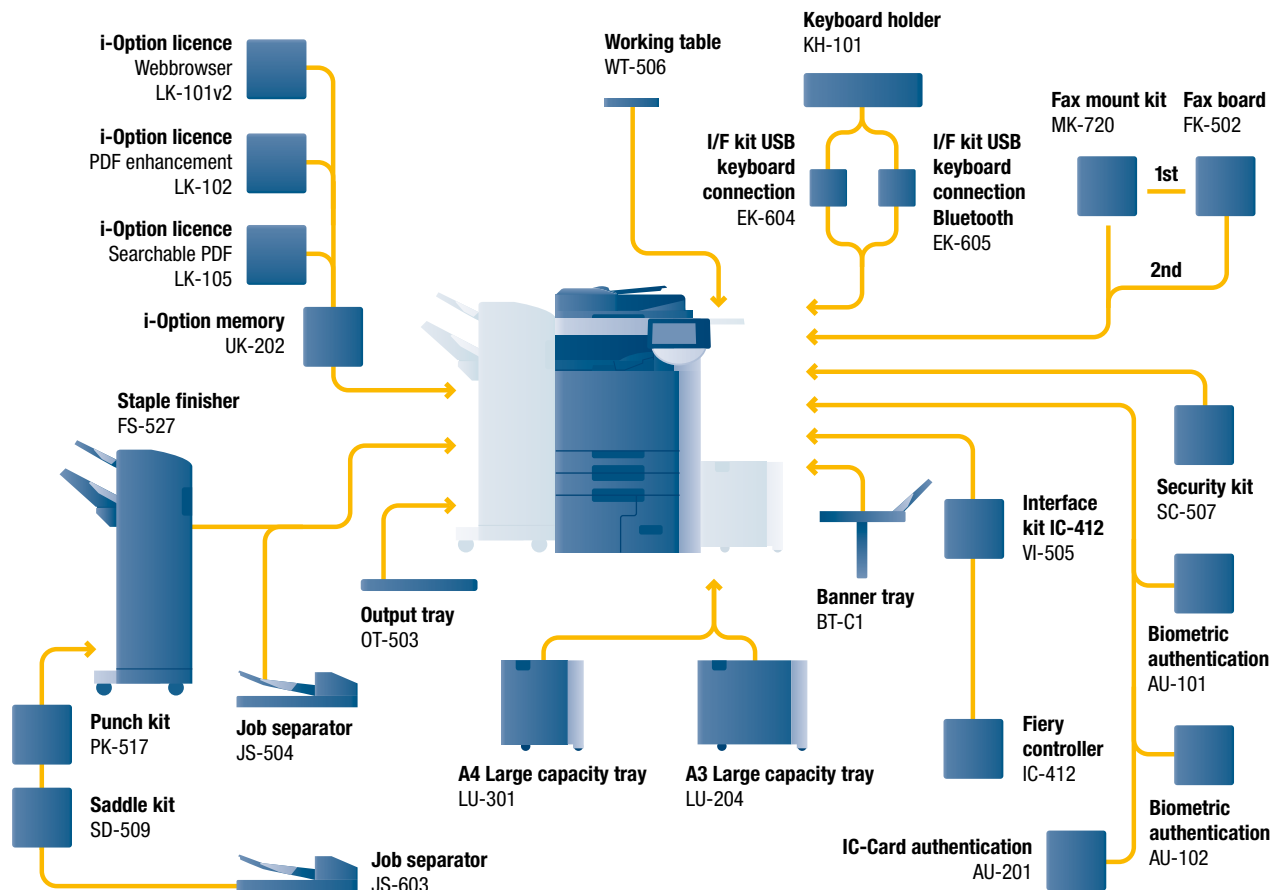 i-Option licence
Webbrowser
LK-101v2
i-Option licence
PDF enhancement
LK-102
i-Option licence
Searchable PDF
LK-105
i-Option memory
UK-202
Working table
WT-506
Keyboard holder
KH-101
I/F kit USB
keyboard
connection
EK-604
I/F kit USB
keyboard
connection
Bluetooth
EK-605
Fax mount kit
MK-720
Fax board
FK-502
1st
2nd
Staple finisher
FS-527
Output tray
OT-503
Punch kit
PK-517
Saddle kit
SD-509
Job separator
JS-504
Job separator
JS-603
A4 Large capacity tray
LU-301
A3 Large capacity tray
LU-204
Banner tray
BT-C1
Interface
kit IC-412
VI-505
Fiery
controller
IC-412
Security kit
SC-507
Biometric
authentication
AU-101
Biometric
authentication
AU-102
IC-Card authentication
AU-201